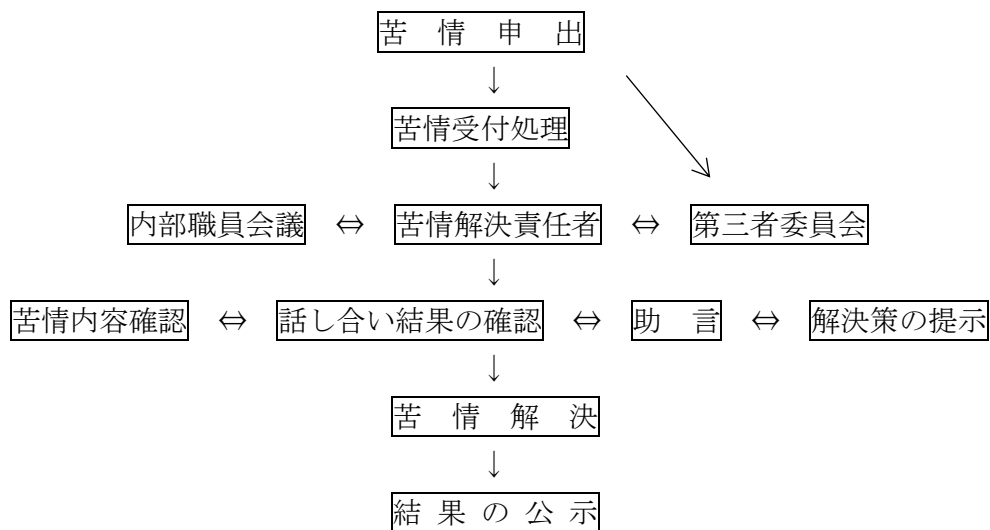 苦情申出
↓
苦情受付処理
↓
内部職員会議 ⇔ 苦情解決責任者 ⇔ 第三者委員会
↓
苦情内容確認 ⇔ 話し合い結果の確認 ⇔ 助言 ⇔ 解決策の提示
↓
苦情解決
↓
結果の公示